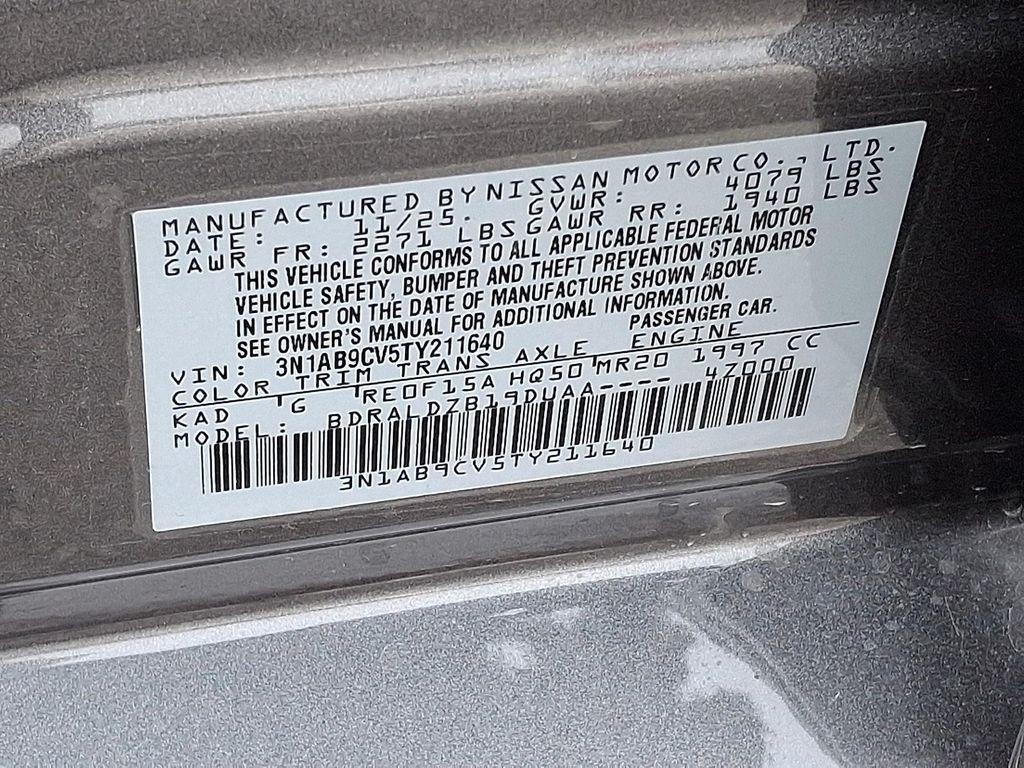 MANUFACTURED BY NISSAN MOTOR CO., LTD.
DATE: 11/25. GVWR: 4079 LBS
GAWR FR: 2271 LBS GAWR RR: 1940 LBS
THIS VEHICLE CONFORMS TO ALL APPLICABLE FEDERAL MOTOR
VEHICLE SAFETY, BUMPER AND THEFT PREVENTION STANDARDS
IN EFFECT ON THE DATE OF MANUFACTURE SHOWN ABOVE.
SEE OWNER'S MANUAL FOR ADDITIONAL INFORMATION.
VIN: 3N1AB9CV5TY211640 PASSENGER CAR.
COLOR TRIM TRANS AXLE ENGINE
KAD G RE0F15A HQ50 MR20 1997 CC
MODEL: BDRALDZB19DUAA---- 4Z000
3N1AB9CV5TY211640